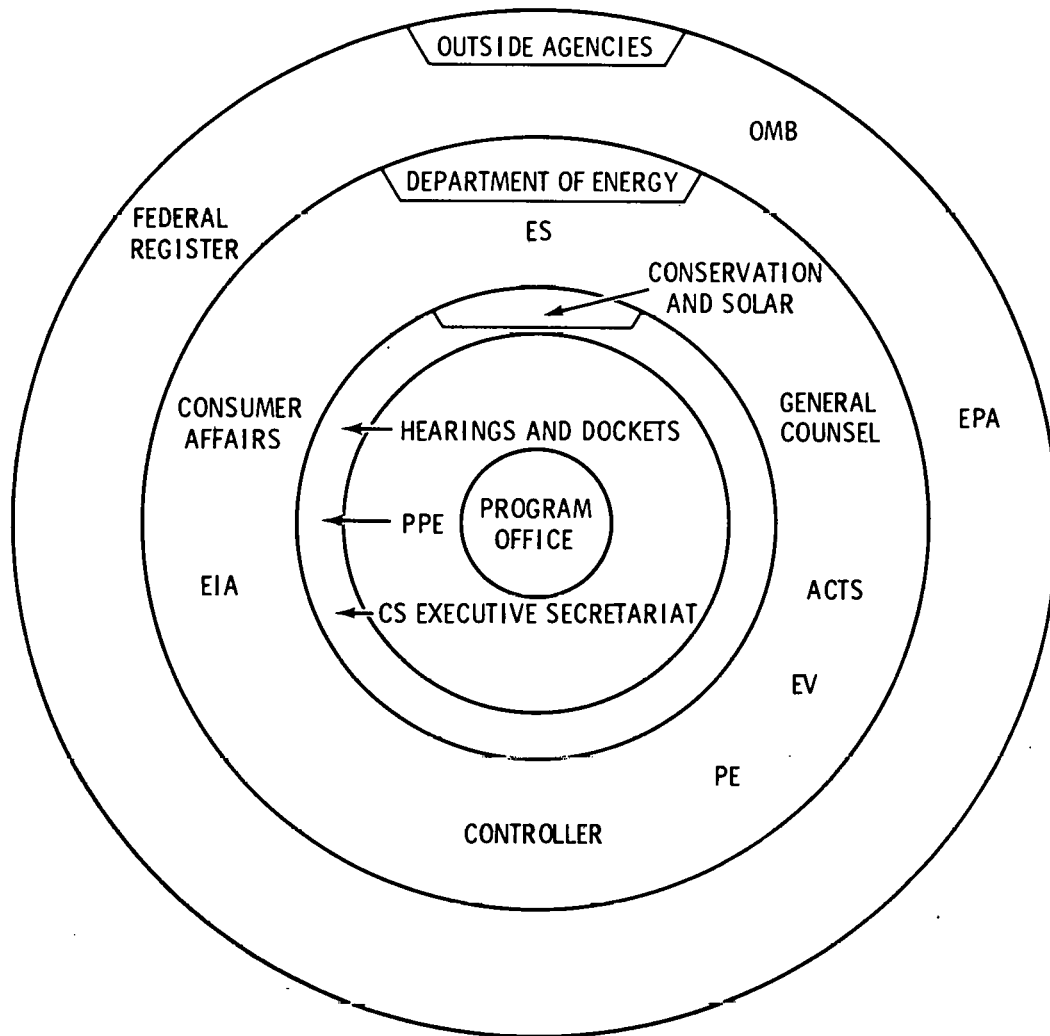 OUTSIDE AGENCIES
OMB
DEPARTMENT OF ENERGY
FEDERAL
REGISTER
ES
CONSERVATION
AND SOLAR
CONSUMER
AFFAIRS
GENERAL
COUNSEL
EPA
HEARINGS AND DOCKETS
PPE
PROGRAM
OFFICE
EIA
ACTS
CS EXECUTIVE SECRETARIAT
EV
PE
CONTROLLER